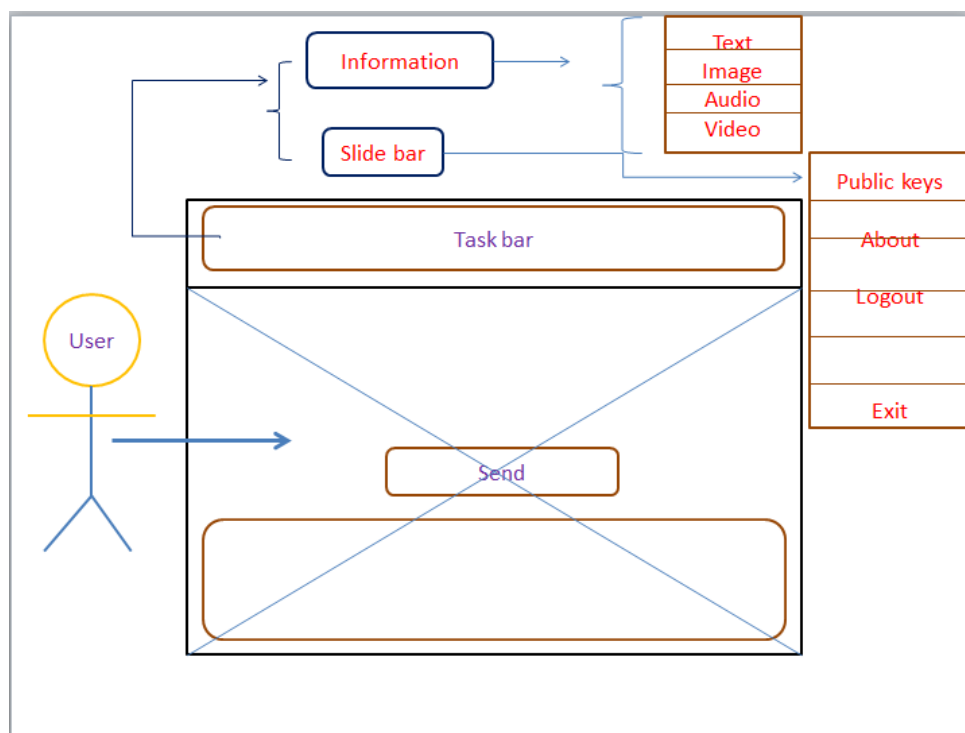 Information
Slide bar
Text
Image
Audio
Video
Public keys
About
Logout
Exit
Task bar
User
Send